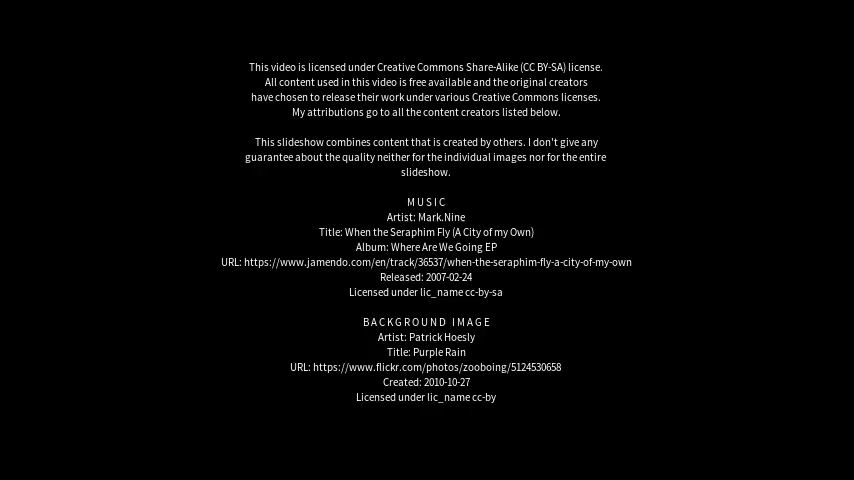 This video is licensed under Creative Commons Share-Alike (CC BY-SA) license.
All content used in this video is free available and the original creators
have chosen to release their work under various Creative Commons licenses.
My attributions go to all the content creators listed below.
This slideshow combines content that is created by others. I don't give any
guarantee about the quality neither for the individual images nor for the entire
slideshow.
MUSIC
Artist: Mark.Nine
Title: When the Seraphim Fly (A City of my Own)
Album: Where Are We Going EP
URL: https://www.jamendo.com/en/track/36537/when-the-seraphim-fly-a-city-of-my-own
Released: 2007-02-24
Licensed under lic_name cc-by-sa
BACKGROUND IMAGE
Artist: Patrick Hoesly
Title: Purple Rain
URL: https://www.flickr.com/photos/zooboing/5124530658
Created: 2010-10-27
Licensed under lic_name cc-by